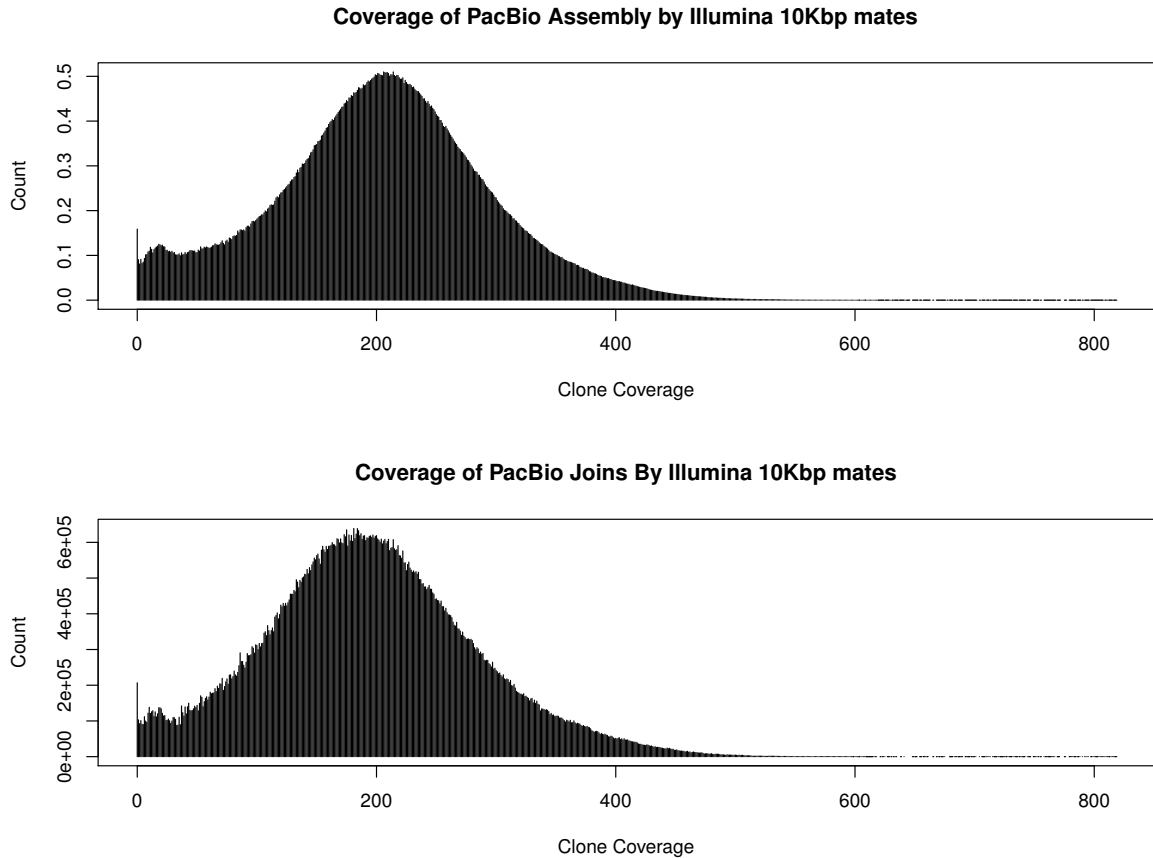 Coverage of PacBio Assembly by Illumina 10Kbp mates
0.5
0.4
0.3
0.2
0.1
0.0
Count
0 200 400 600 800
Clone Coverage
Coverage of PacBio Joins By Illumina 10Kbp mates
6e+05
4e+05
2e+05
0e+00
Count
0 200 400 600 800
Clone Coverage